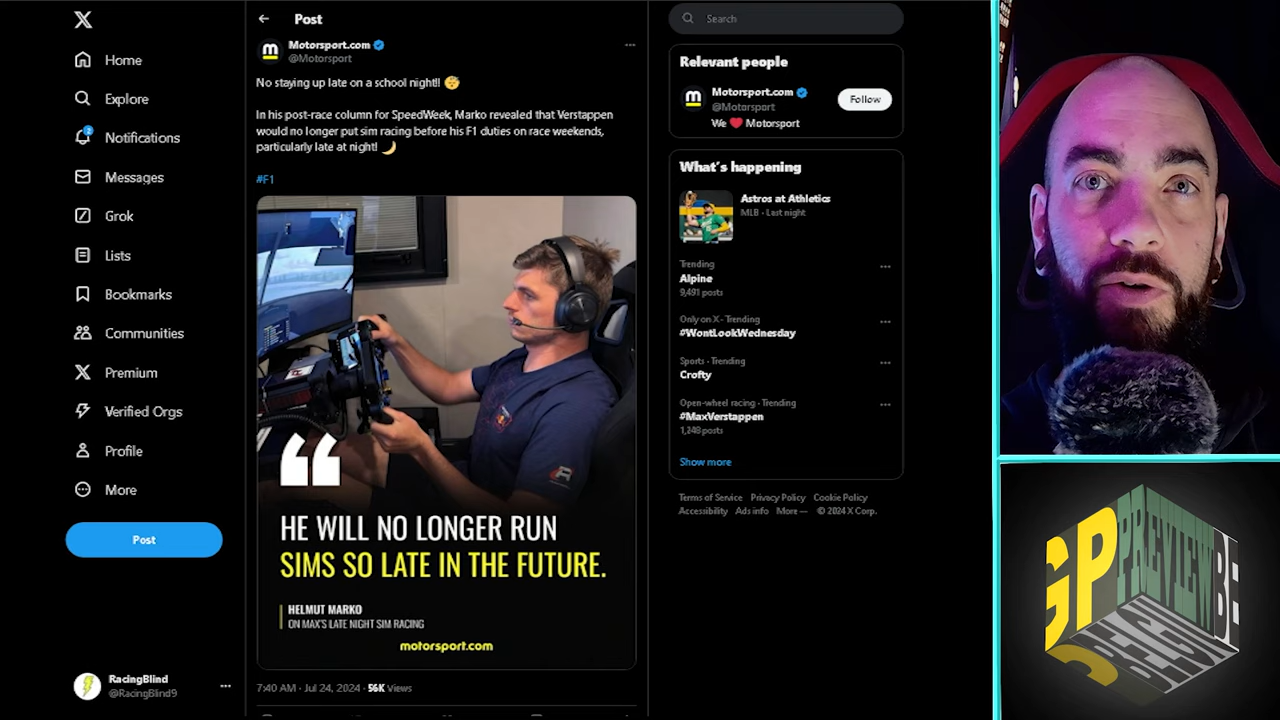 Home
Explore
2
Notifications
Messages
Grok
Lists
Bookmarks
Communities
Premium
Verified Orgs
Profile
More
Post
RacingBlind
@RacingBlind9
Post
Motorsport.com
@Motorsport
No staying up late on a school night!! 😴
In his post-race column for SpeedWeek, Marko revealed that Verstappen
would no longer put sim racing before his F1 duties on race weekends,
particularly late at night! 🌙
#F1
“
HE WILL NO LONGER RUN
SIMS SO LATE IN THE FUTURE.
HELMUT MARKO
ON MAX'S LATE NIGHT SIM RACING
motorsport.com
7:40 AM · Jul 24, 2024 · 56K Views
Search
Relevant people
Motorsport.com
@Motorsport
Follow
We ❤️ Motorsport
What's happening
Astros at Athletics
MLB · Last night
Trending
Alpine
9,491 posts
Only on X · Trending
#WontLookWednesday
Sports · Trending
Crofty
Open-wheel racing · Trending
#MaxVerstappen
Show more
Terms of Service Privacy Policy Cookie Policy
Accessibility Ads info More ··· © 2024 X Corp.
GP
PREVIEW